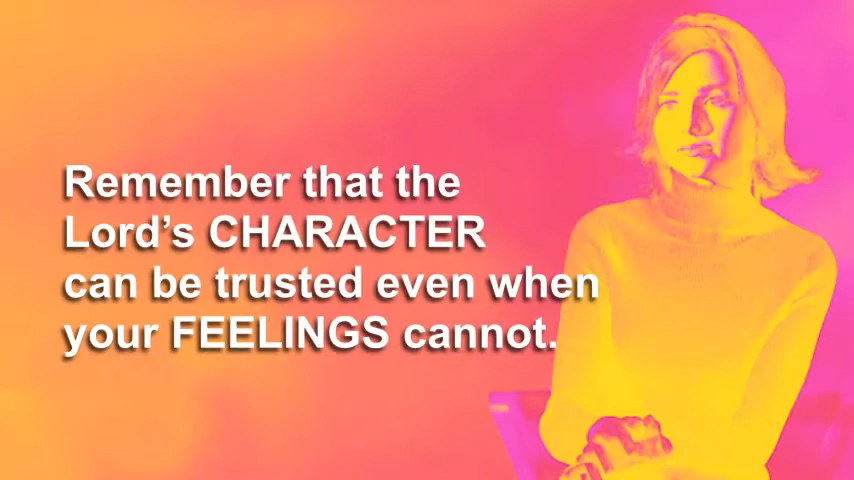 Remember that the
Lord’s CHARACTER
can be trusted even when
your FEELINGS cannot.